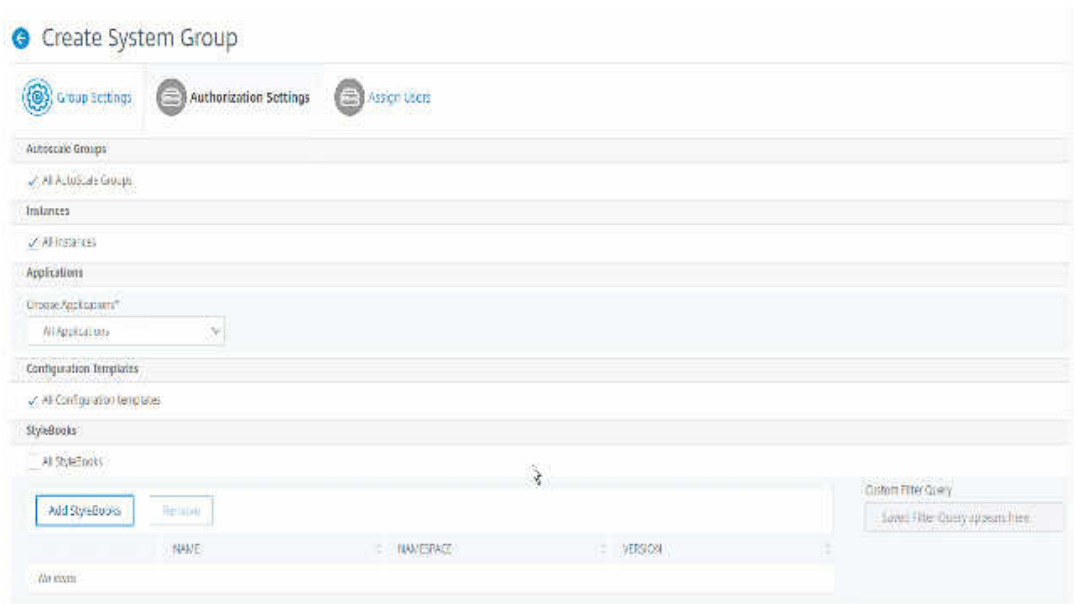 Create System Group
Group Settings Authorization Settings Assign Users
Autoscale Groups
All AutoScale Groups
Instances
All Instances
Applications
Choose Applications*
All Applications
Configuration Templates
All Configuration templates
StyleBooks
All StyleBooks
Custom Filter Query
Add StyleBooks Remove Saved Filter Query appears here
NAME NAMESPACE VERSION
No items